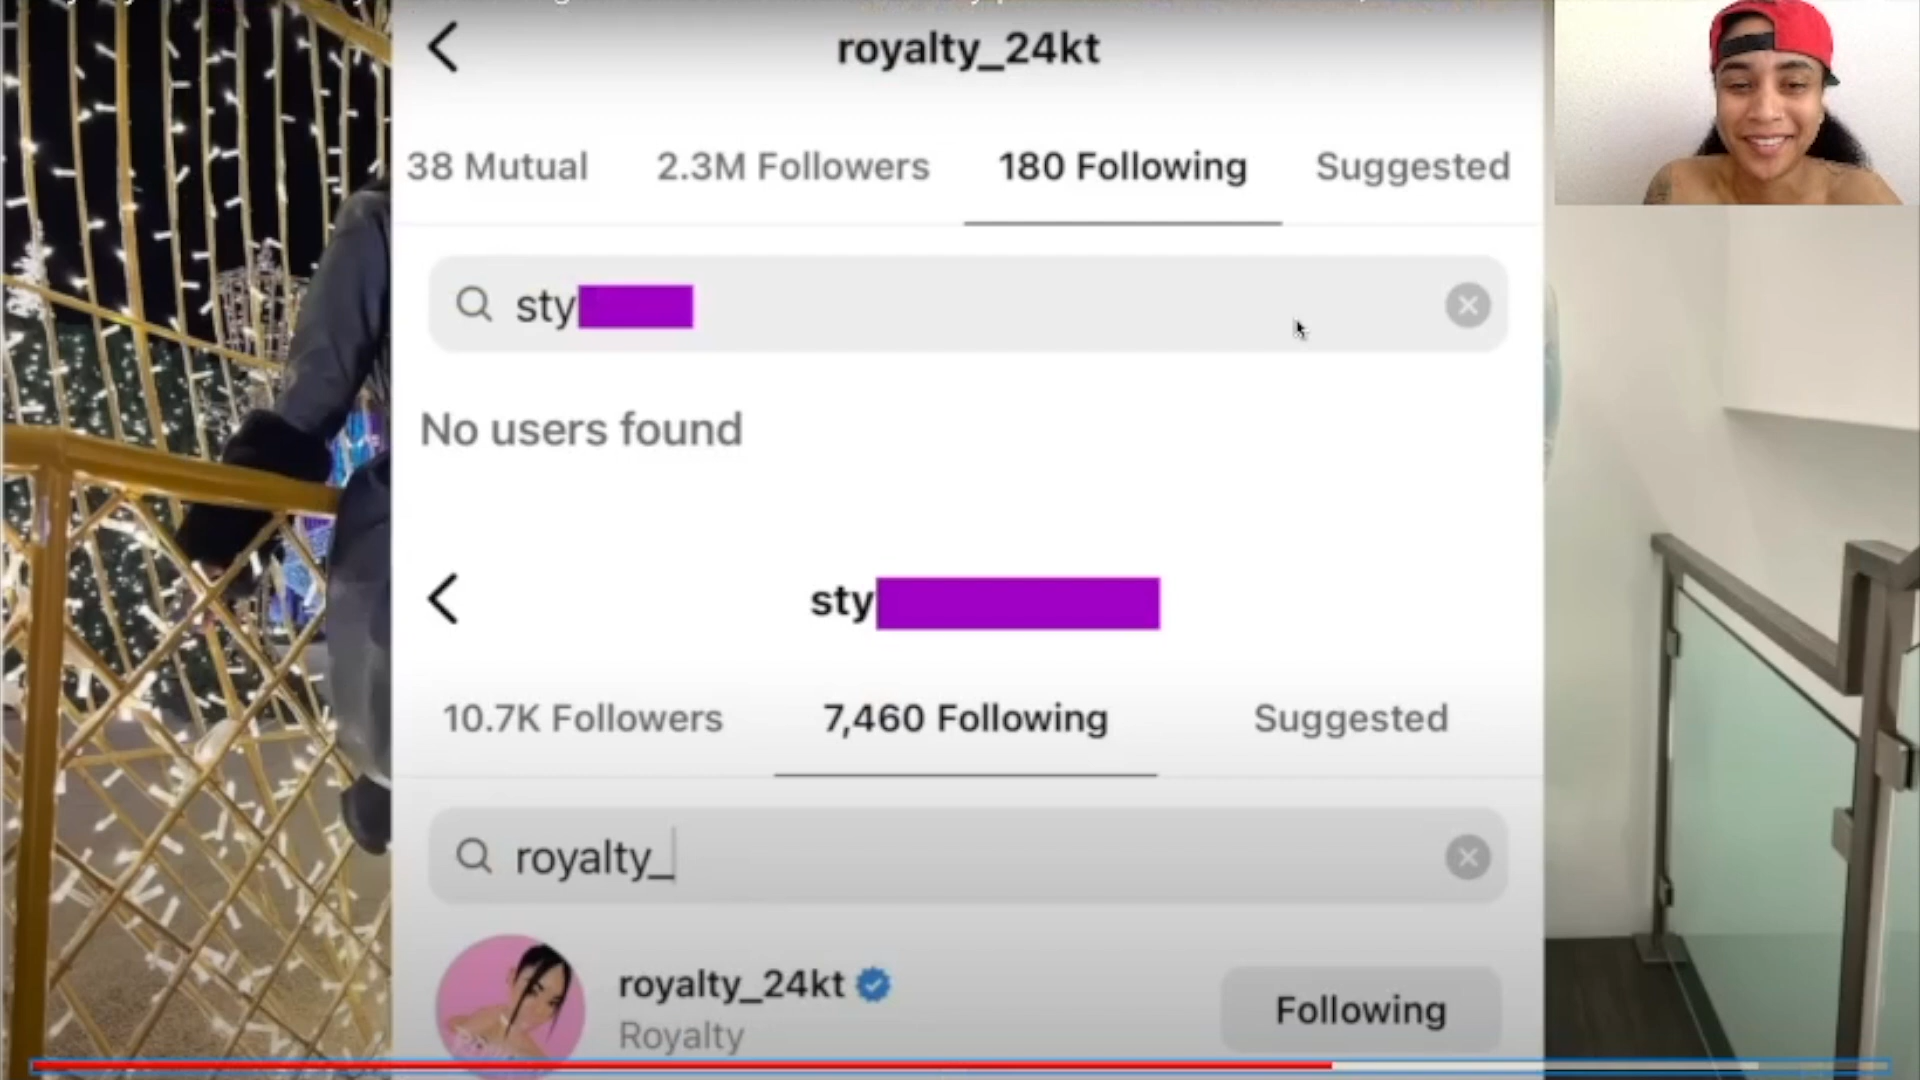 royalty_24kt
38 Mutual 2.3M Followers 180 Following Suggested
sty
No users found
sty
10.7K Followers 7,460 Following Suggested
royalty_
royalty_24kt
Royalty
Following